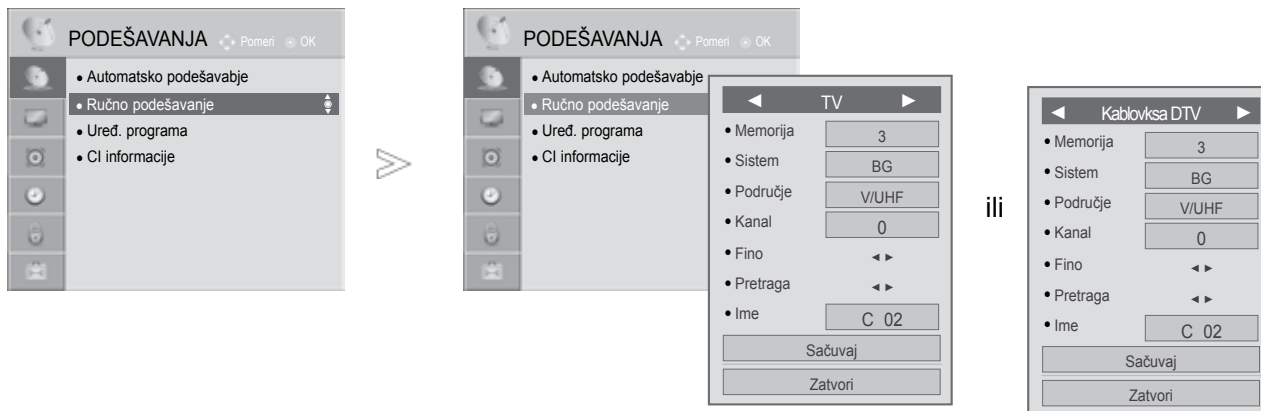 PODEŠAVANJA Pomeri OK
• Automatsko podešavabje
• Ručno podešavanje
• Uređ. programa
• CI informacije
PODEŠAVANJA Pomeri OK
• Automatsko podešavabje
• Ručno podešavanje
• Uređ. programa
• CI informacije
◄ TV ►
• Memorija 3
• Sistem BG
• Područje V/UHF
• Kanal 0
• Fino ◄ ►
• Pretraga ◄ ►
• Ime C 02
Sačuvaj
Zatvori
ili
◄ Kablovksa DTV ►
• Memorija 3
• Sistem BG
• Područje V/UHF
• Kanal 0
• Fino ◄ ►
• Pretraga ◄ ►
• Ime C 02
Sačuvaj
Zatvori